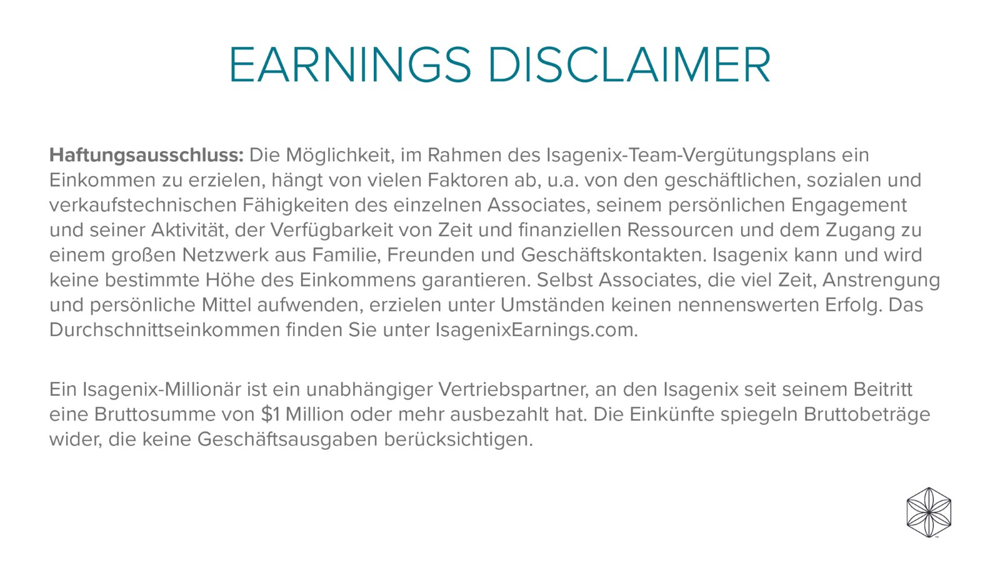 EARNINGS DISCLAIMER
Haftungsausschluss: Die Möglichkeit, im Rahmen des Isagenix-Team-Vergütungsplans ein
Einkommen zu erzielen, hängt von vielen Faktoren ab, u.a. von den geschäftlichen, sozialen und
verkaufstechnischen Fähigkeiten des einzelnen Associates, seinem persönlichen Engagement
und seiner Aktivität, der Verfügbarkeit von Zeit und finanziellen Ressourcen und dem Zugang zu
einem großen Netzwerk aus Familie, Freunden und Geschäftskontakten. Isagenix kann und wird
keine bestimmte Höhe des Einkommens garantieren. Selbst Associates, die viel Zeit, Anstrengung
und persönliche Mittel aufwenden, erzielen unter Umständen keinen nennenswerten Erfolg. Das
Durchschnittseinkommen finden Sie unter IsagenixEarnings.com.
Ein Isagenix-Millionär ist ein unabhängiger Vertriebspartner, an den Isagenix seit seinem Beitritt
eine Bruttosumme von $1 Million oder mehr ausbezahlt hat. Die Einkünfte spiegeln Bruttobeträge
wider, die keine Geschäftsausgaben berücksichtigen.
™